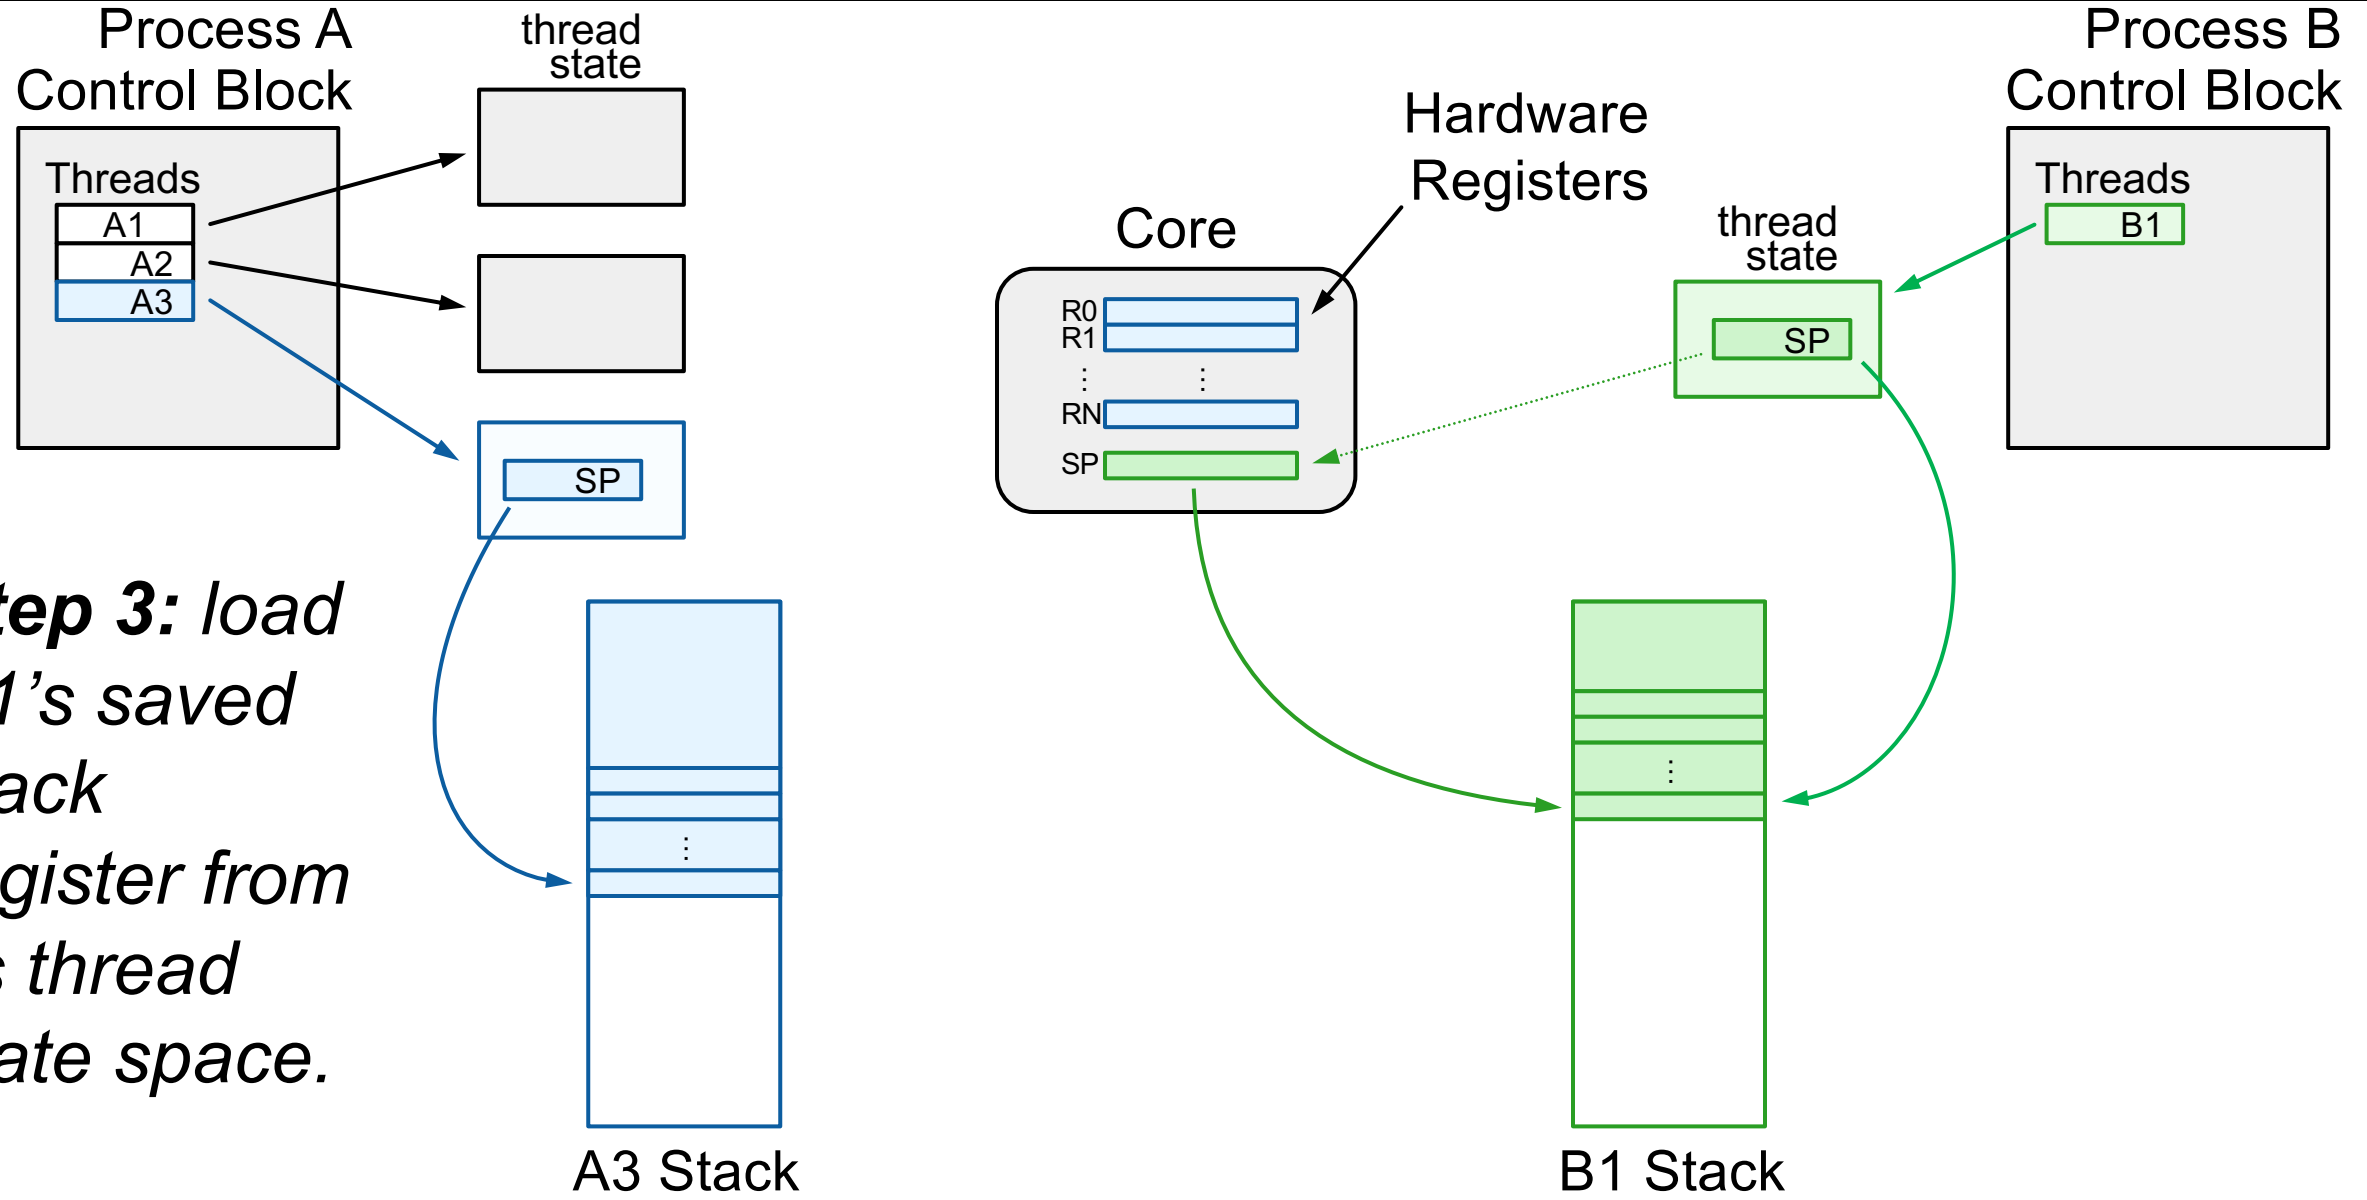 Process A
Control Block
Threads
A1
A2
A3
thread
state
SP
Hardware
Registers
Core
R0
R1
⋮ ⋮
RN
SP
thread
state
SP
Process B
Control Block
Threads
B1
tep 3: load
1’s saved
ack
gister from
s thread
ate space.
⋮
A3 Stack
⋮
B1 Stack